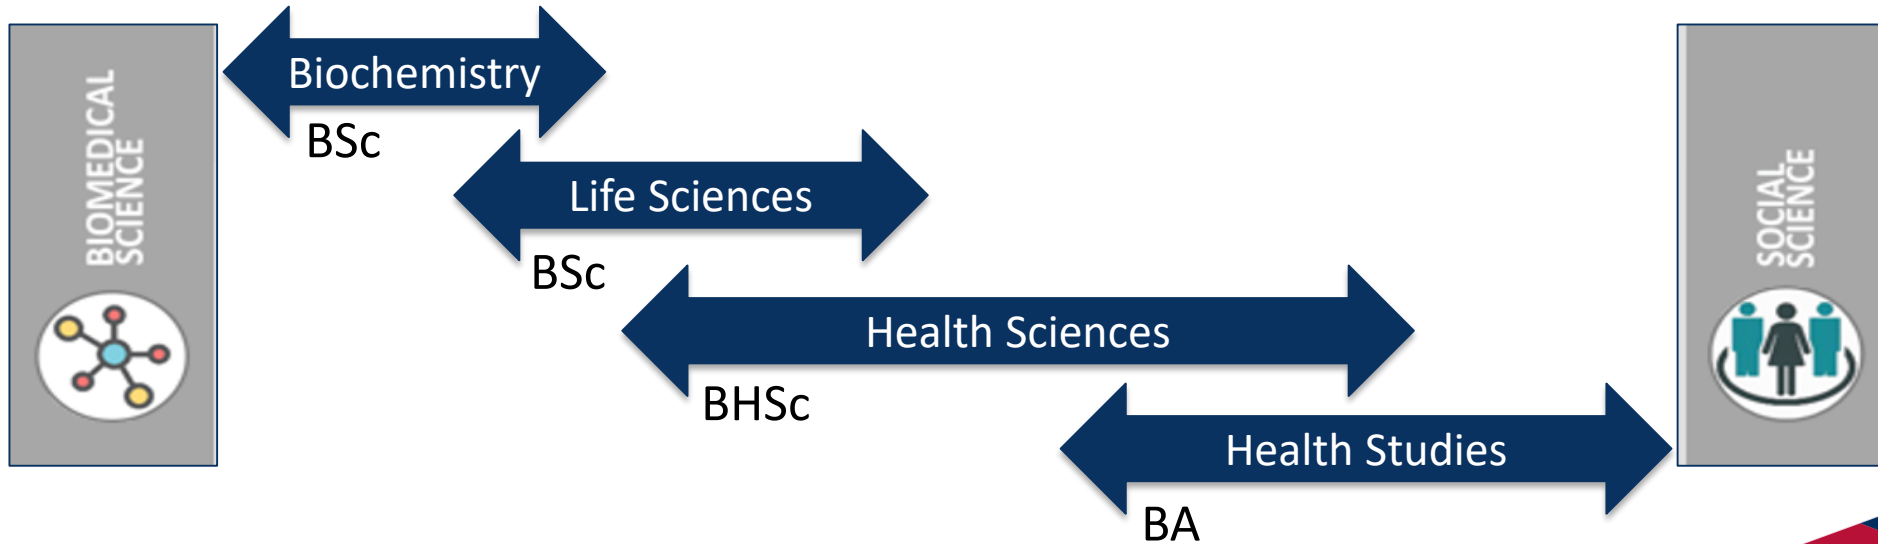 BIOMEDICAL
SCIENCE
Biochemistry
BSc
Life Sciences
BSc
Health Sciences
BHSc
Health Studies
BA
SOCIAL
SCIENCE